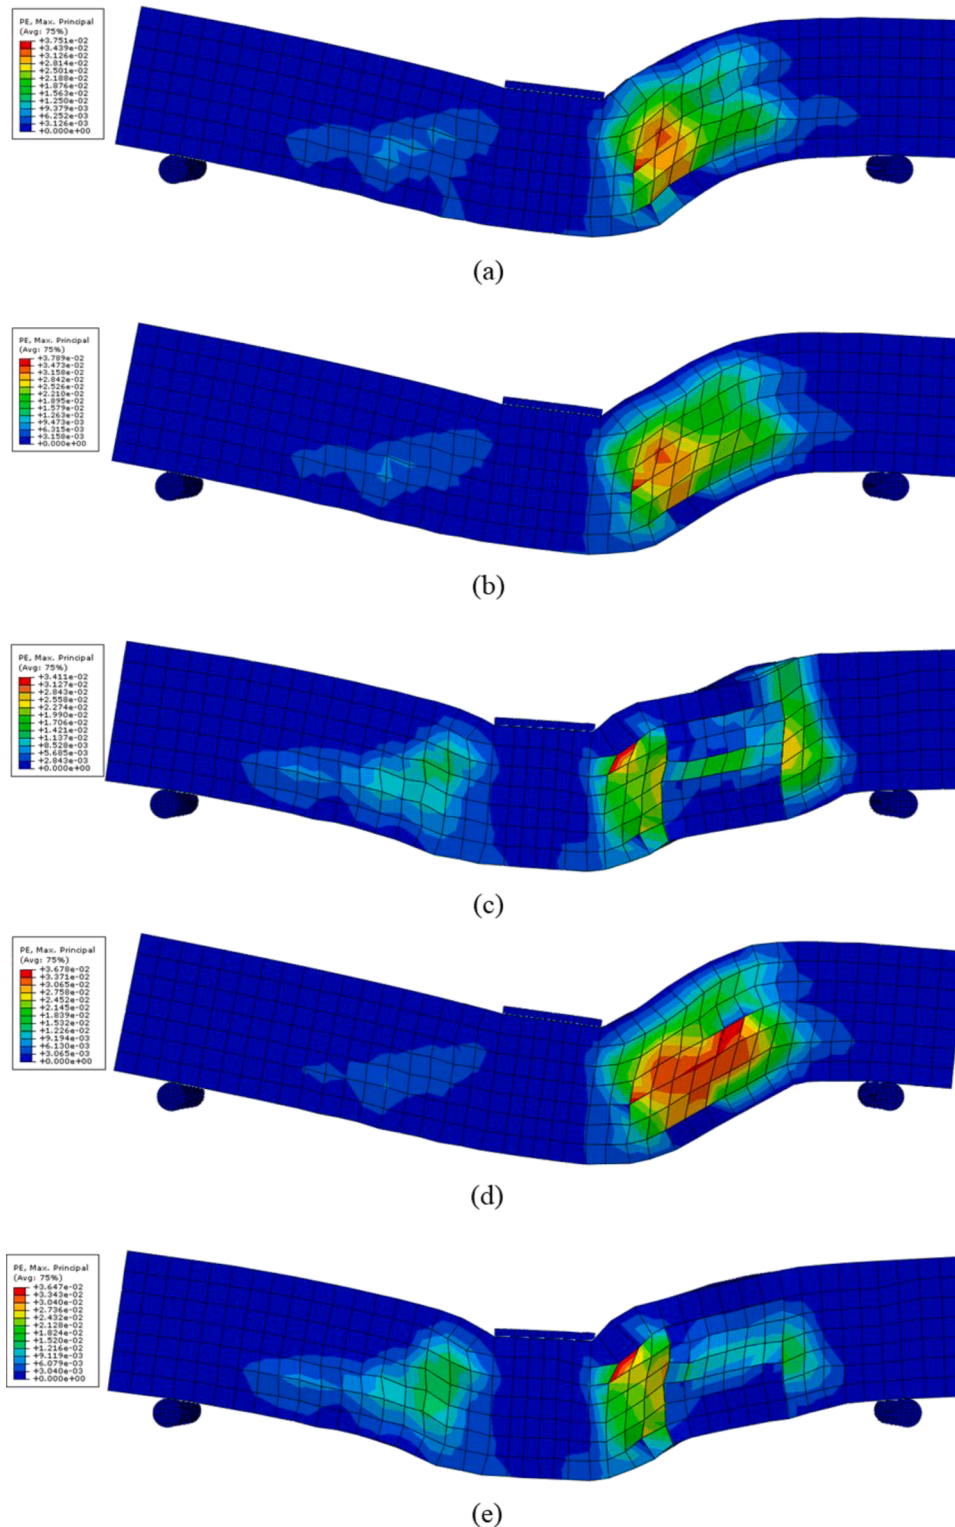 PE, Max. Principal
(Avg: 75%)
+3.751e-02
+3.439e-02
+3.126e-02
+2.814e-02
+2.501e-02
+2.188e-02
+1.876e-02
+1.563e-02
+1.250e-02
+9.379e-03
+6.252e-03
+3.126e-03
+0.000e+00
(a)
PE, Max. Principal
(Avg: 75%)
+3.789e-02
+3.473e-02
+3.158e-02
+2.842e-02
+2.526e-02
+2.210e-02
+1.895e-02
+1.579e-02
+1.263e-02
+9.473e-03
+6.315e-03
+3.158e-03
+0.000e+00
(b)
PE, Max. Principal
(Avg: 75%)
+3.411e-02
+3.127e-02
+2.843e-02
+2.558e-02
+2.274e-02
+1.990e-02
+1.706e-02
+1.421e-02
+1.137e-02
+8.528e-03
+5.685e-03
+2.843e-03
+0.000e+00
(c)
PE, Max. Principal
(Avg: 75%)
+3.678e-02
+3.371e-02
+3.065e-02
+2.758e-02
+2.452e-02
+2.145e-02
+1.839e-02
+1.532e-02
+1.226e-02
+9.194e-03
+6.130e-03
+3.065e-03
+0.000e+00
(d)
PE, Max. Principal
(Avg: 75%)
+3.647e-02
+3.343e-02
+3.040e-02
+2.736e-02
+2.432e-02
+2.128e-02
+1.824e-02
+1.520e-02
+1.216e-02
+9.119e-03
+6.079e-03
+3.040e-03
+0.000e+00
(e)